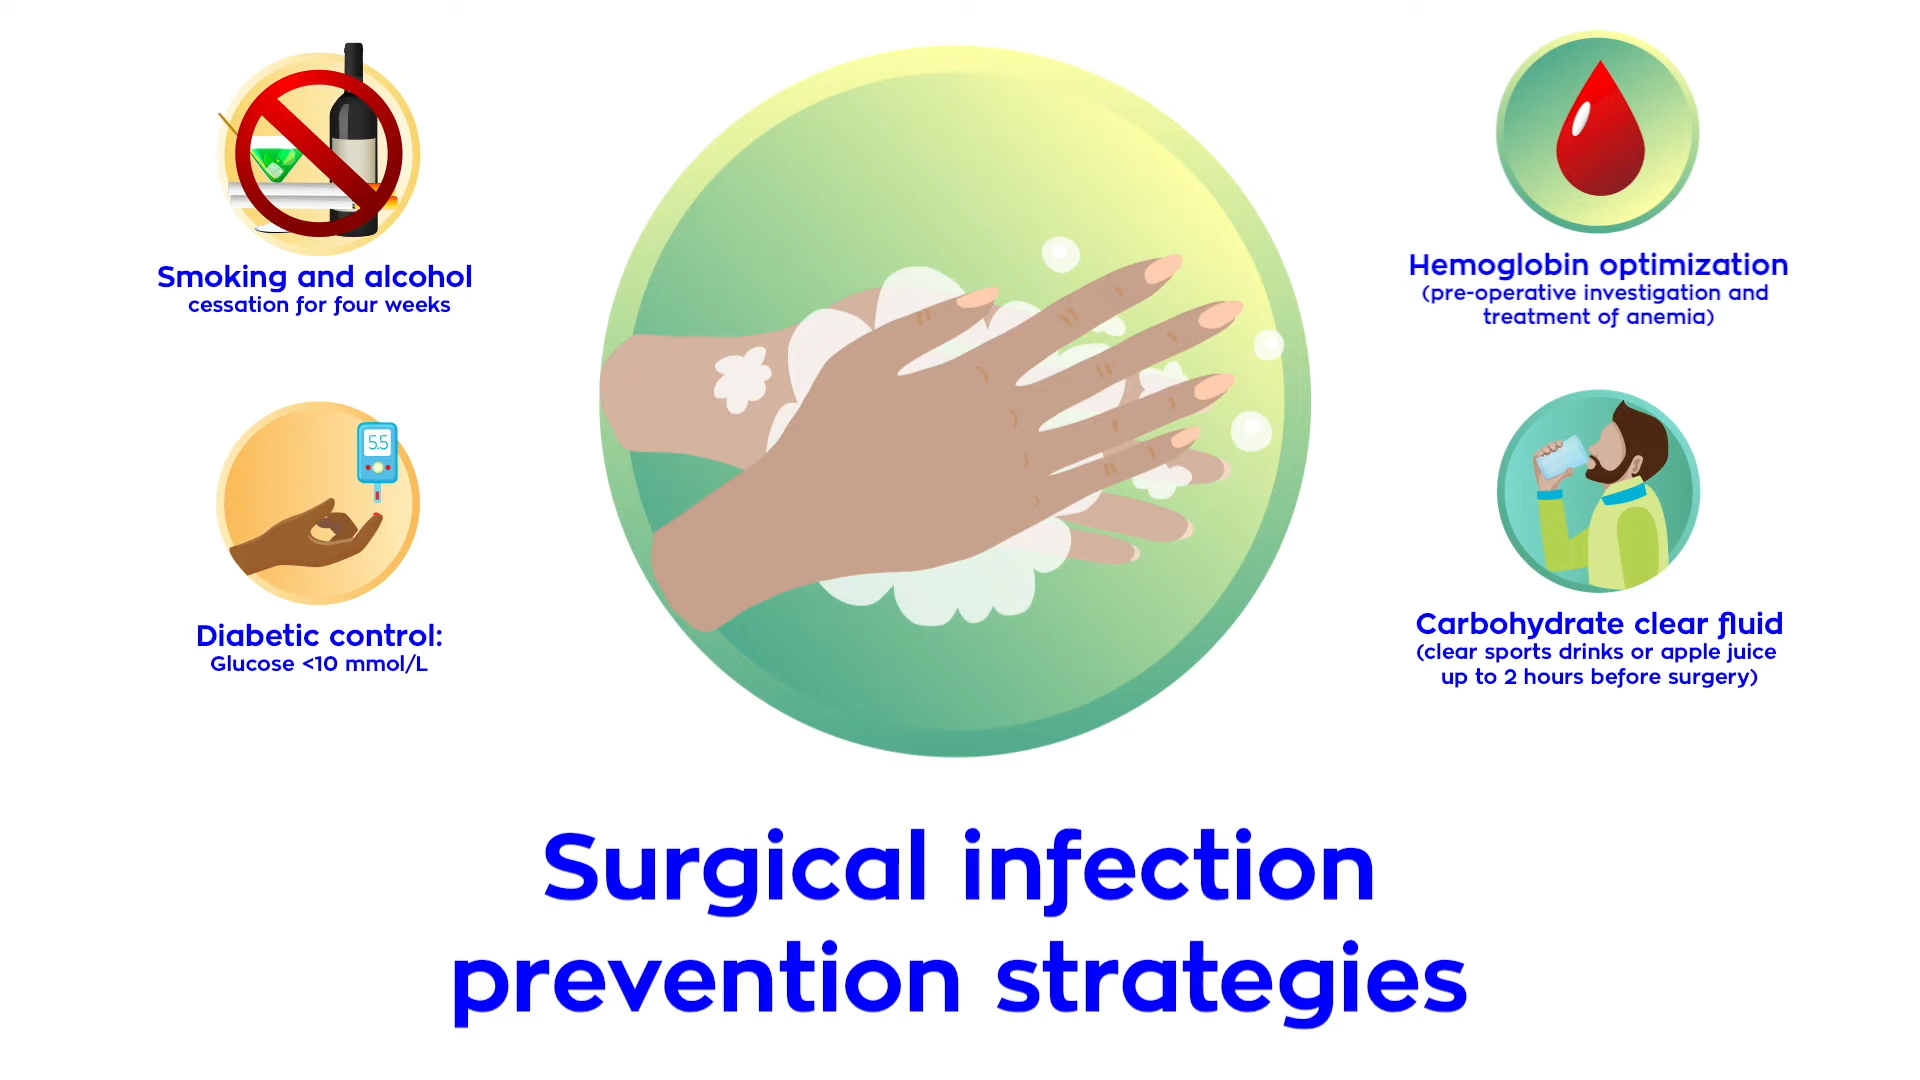 Smoking and alcohol
cessation for four weeks
5.5
Diabetic control:
Glucose <10 mmol/L
Hemoglobin optimization
(pre-operative investigation and
treatment of anemia)
Carbohydrate clear fluid
(clear sports drinks or apple juice
up to 2 hours before surgery)
Surgical infection
prevention strategies